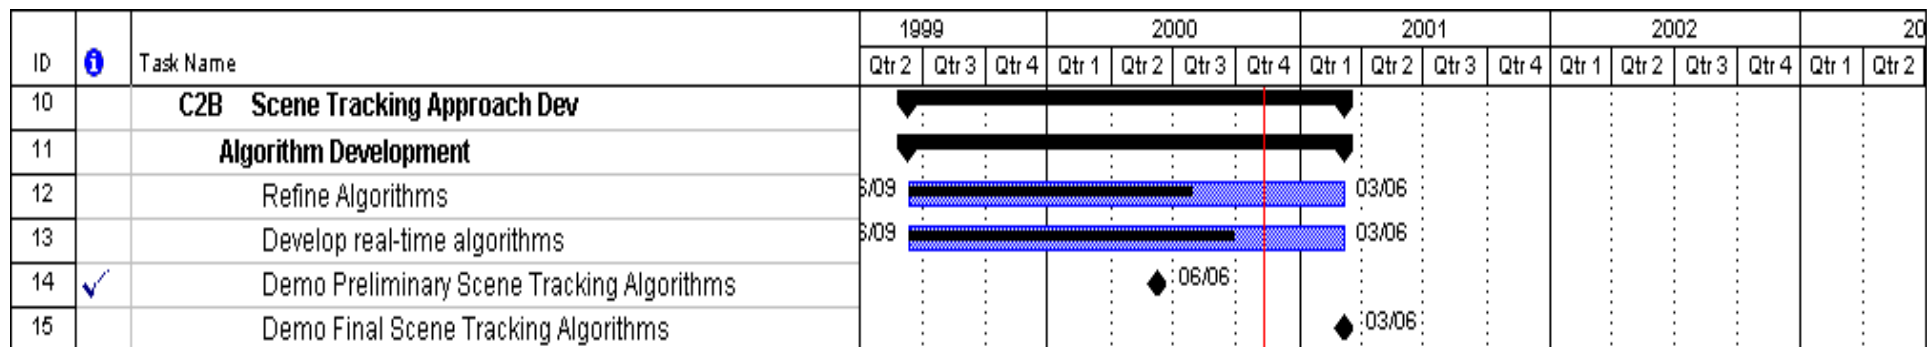 1999 2000 2001 2002 20
ID i Task Name Qtr 2 Qtr 3 Qtr 4 Qtr 1 Qtr 2 Qtr 3 Qtr 4 Qtr 1 Qtr 2 Qtr 3 Qtr 4 Qtr 1 Qtr 2 Qtr 3 Qtr 4 Qtr 1 Qtr 2
10 C2B Scene Tracking Approach Dev
11 Algorithm Development
12 Refine Algorithms 6/09 03/06
13 Develop real-time algorithms 6/09 03/06
14 Demo Preliminary Scene Tracking Algorithms 06/06
15 Demo Final Scene Tracking Algorithms 03/06